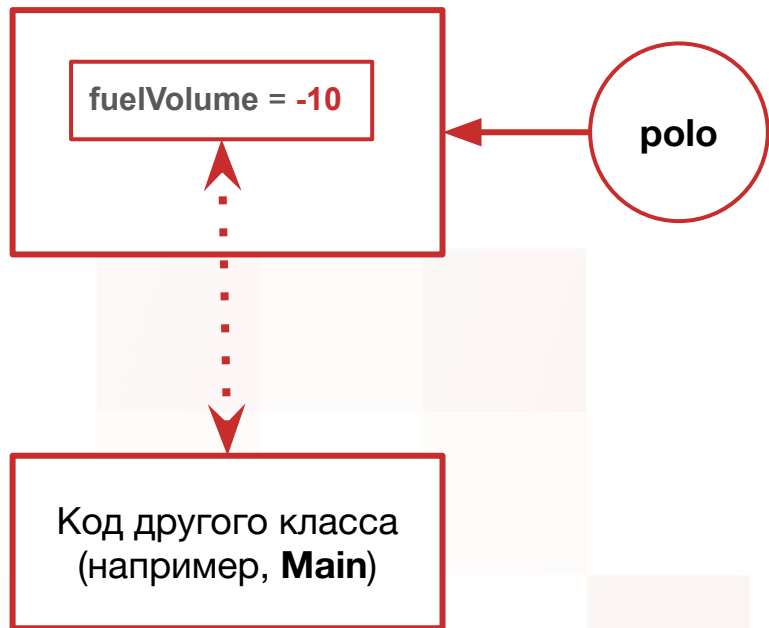 fuelVolume = -10
polo
Код другого класса
(например, Main)